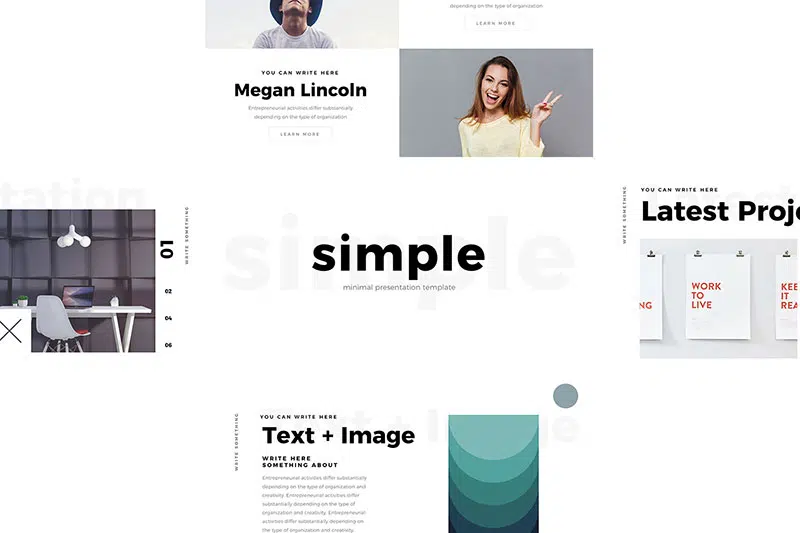 depending on the type of organization
LEARN MORE
YOU CAN WRITE HERE
Megan Lincoln
Entrepreneurial activities differ substantially
depending on the type of organization
LEARN MORE
tation
WRITE SOMETHING
01
02
04
06
simple
simple
minimal presentation template
WRITE SOMETHING
YOU CAN WRITE HERE
Latest Proje
NG
WORK
TO
LIVE
KEE
IT
REA
WRITE SOMETHING
YOU CAN WRITE HERE
Text + Image
WRITE HERE
SOMETHING ABOUT
Entrepreneurial activities differ substantially
depending on the type of organization
and creativity. Entrepreneurial activities differ
substantially depending on the type of
organization and creativity. Entrepreneurial
activities differ substantially depending on
the type of organization and creativity.